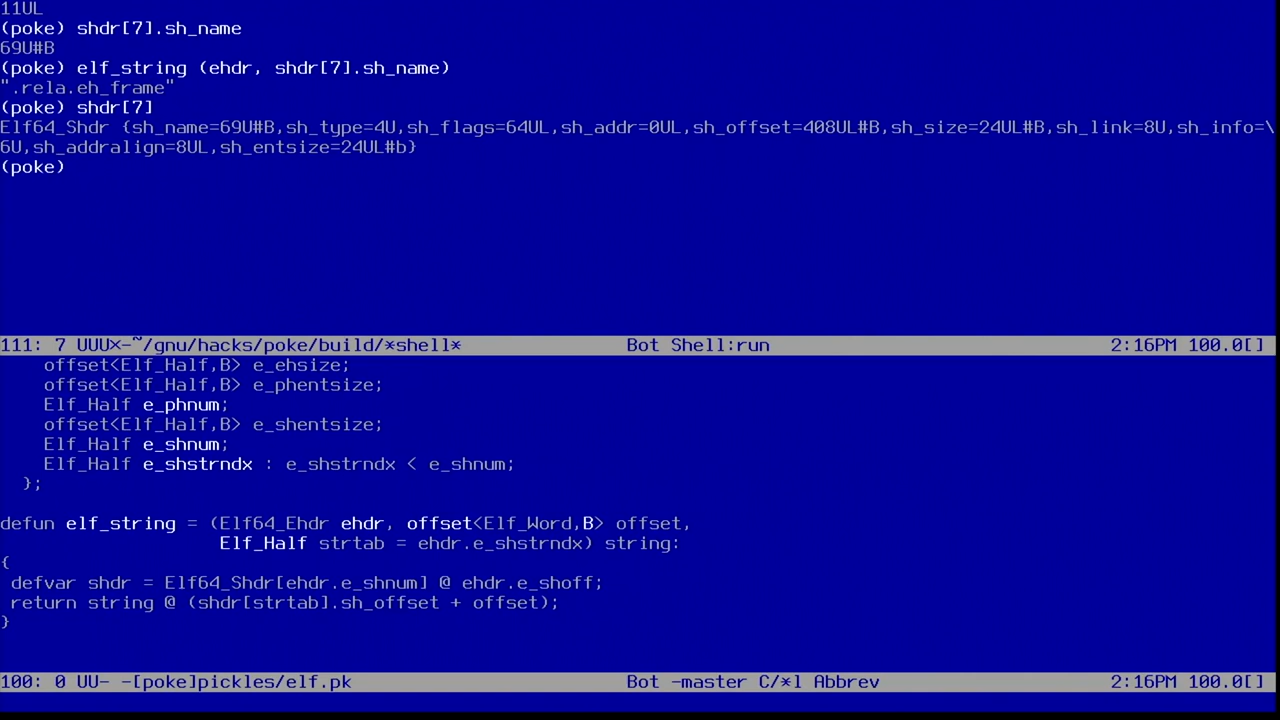 11UL
(poke) shdr[7].sh_name
69U#B
(poke) elf_string (ehdr, shdr[7].sh_name)
".rela.eh_frame"
(poke) shdr[7]
Elf64_Shdr {sh_name=69U#B,sh_type=4U,sh_flags=64UL,sh_addr=0UL,sh_offset=408UL#B,sh_size=24UL#B,sh_link=8U,sh_info=\
6U,sh_addralign=8UL,sh_entsize=24UL#b}
(poke)
111: 7 UUU×-~/gnu/hacks/poke/build/*shell* Bot Shell:run 2:16PM 100.0[]
offset<Elf_Half,B> e_ehsize;
offset<Elf_Half,B> e_phentsize;
Elf_Half e_phnum;
offset<Elf_Half,B> e_shentsize;
Elf_Half e_shnum;
Elf_Half e_shstrndx : e_shstrndx < e_shnum;
};
defun elf_string = (Elf64_Ehdr ehdr, offset<Elf_Word,B> offset,
Elf_Half strtab = ehdr.e_shstrndx) string:
{
defvar shdr = Elf64_Shdr[ehdr.e_shnum] @ ehdr.e_shoff;
return string @ (shdr[strtab].sh_offset + offset);
}
100: 0 UU- -[poke]pickles/elf.pk Bot -master C/*l Abbrev 2:16PM 100.0[]